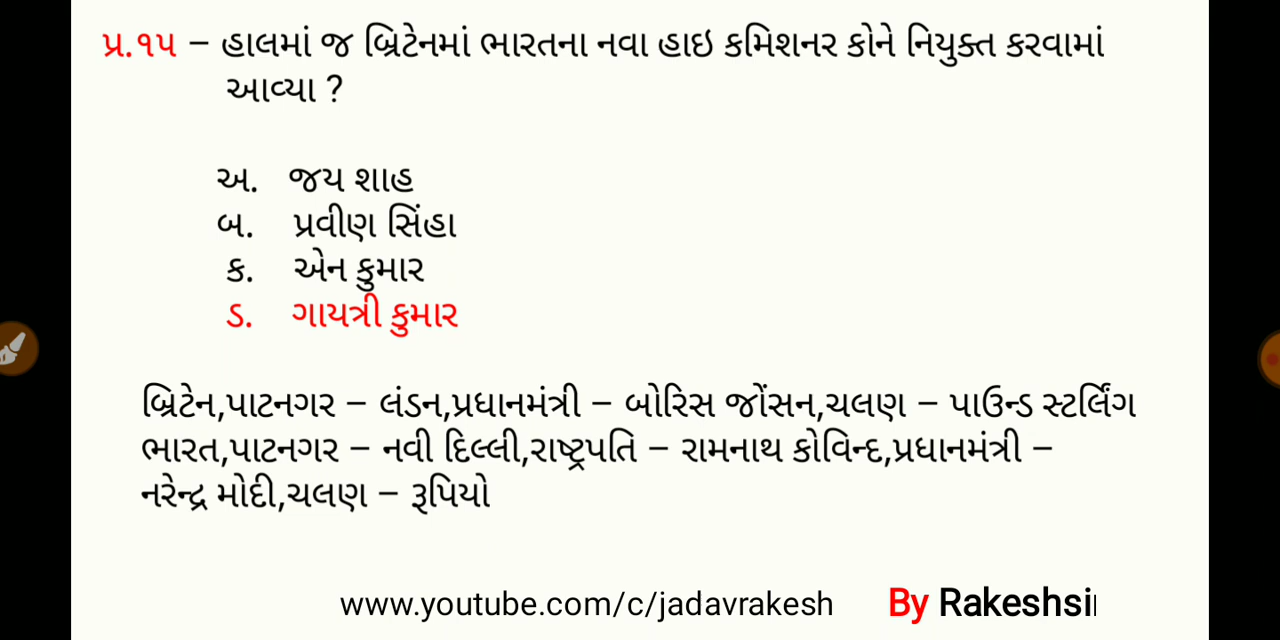 પ્ર.૧૫ – હાલમાં જ બ્રિટેનમાં ભારતના નવા હાઇ કમિશનર કોને નિયુક્ત કરવામાં
આવ્યા ?
અ. જય શાહ
બ. પ્રવીણ સિંહા
ક. એન કુમાર
ડ. ગાયત્રી કુમાર
બ્રિટેન,પાટનગર – લંડન,પ્રધાનમંત્રી – બોરિસ જોંસન,ચલણ – પાઉન્ડ સ્ટર્લિંગ
ભારત,પાટનગર – નવી દિલ્લી,રાષ્ટ્રપતિ – રામનાથ કોવિન્દ,પ્રધાનમંત્રી –
નરેન્દ્ર મોદી,ચલણ – રૂપિયો
www.youtube.com/c/jadavrakesh By